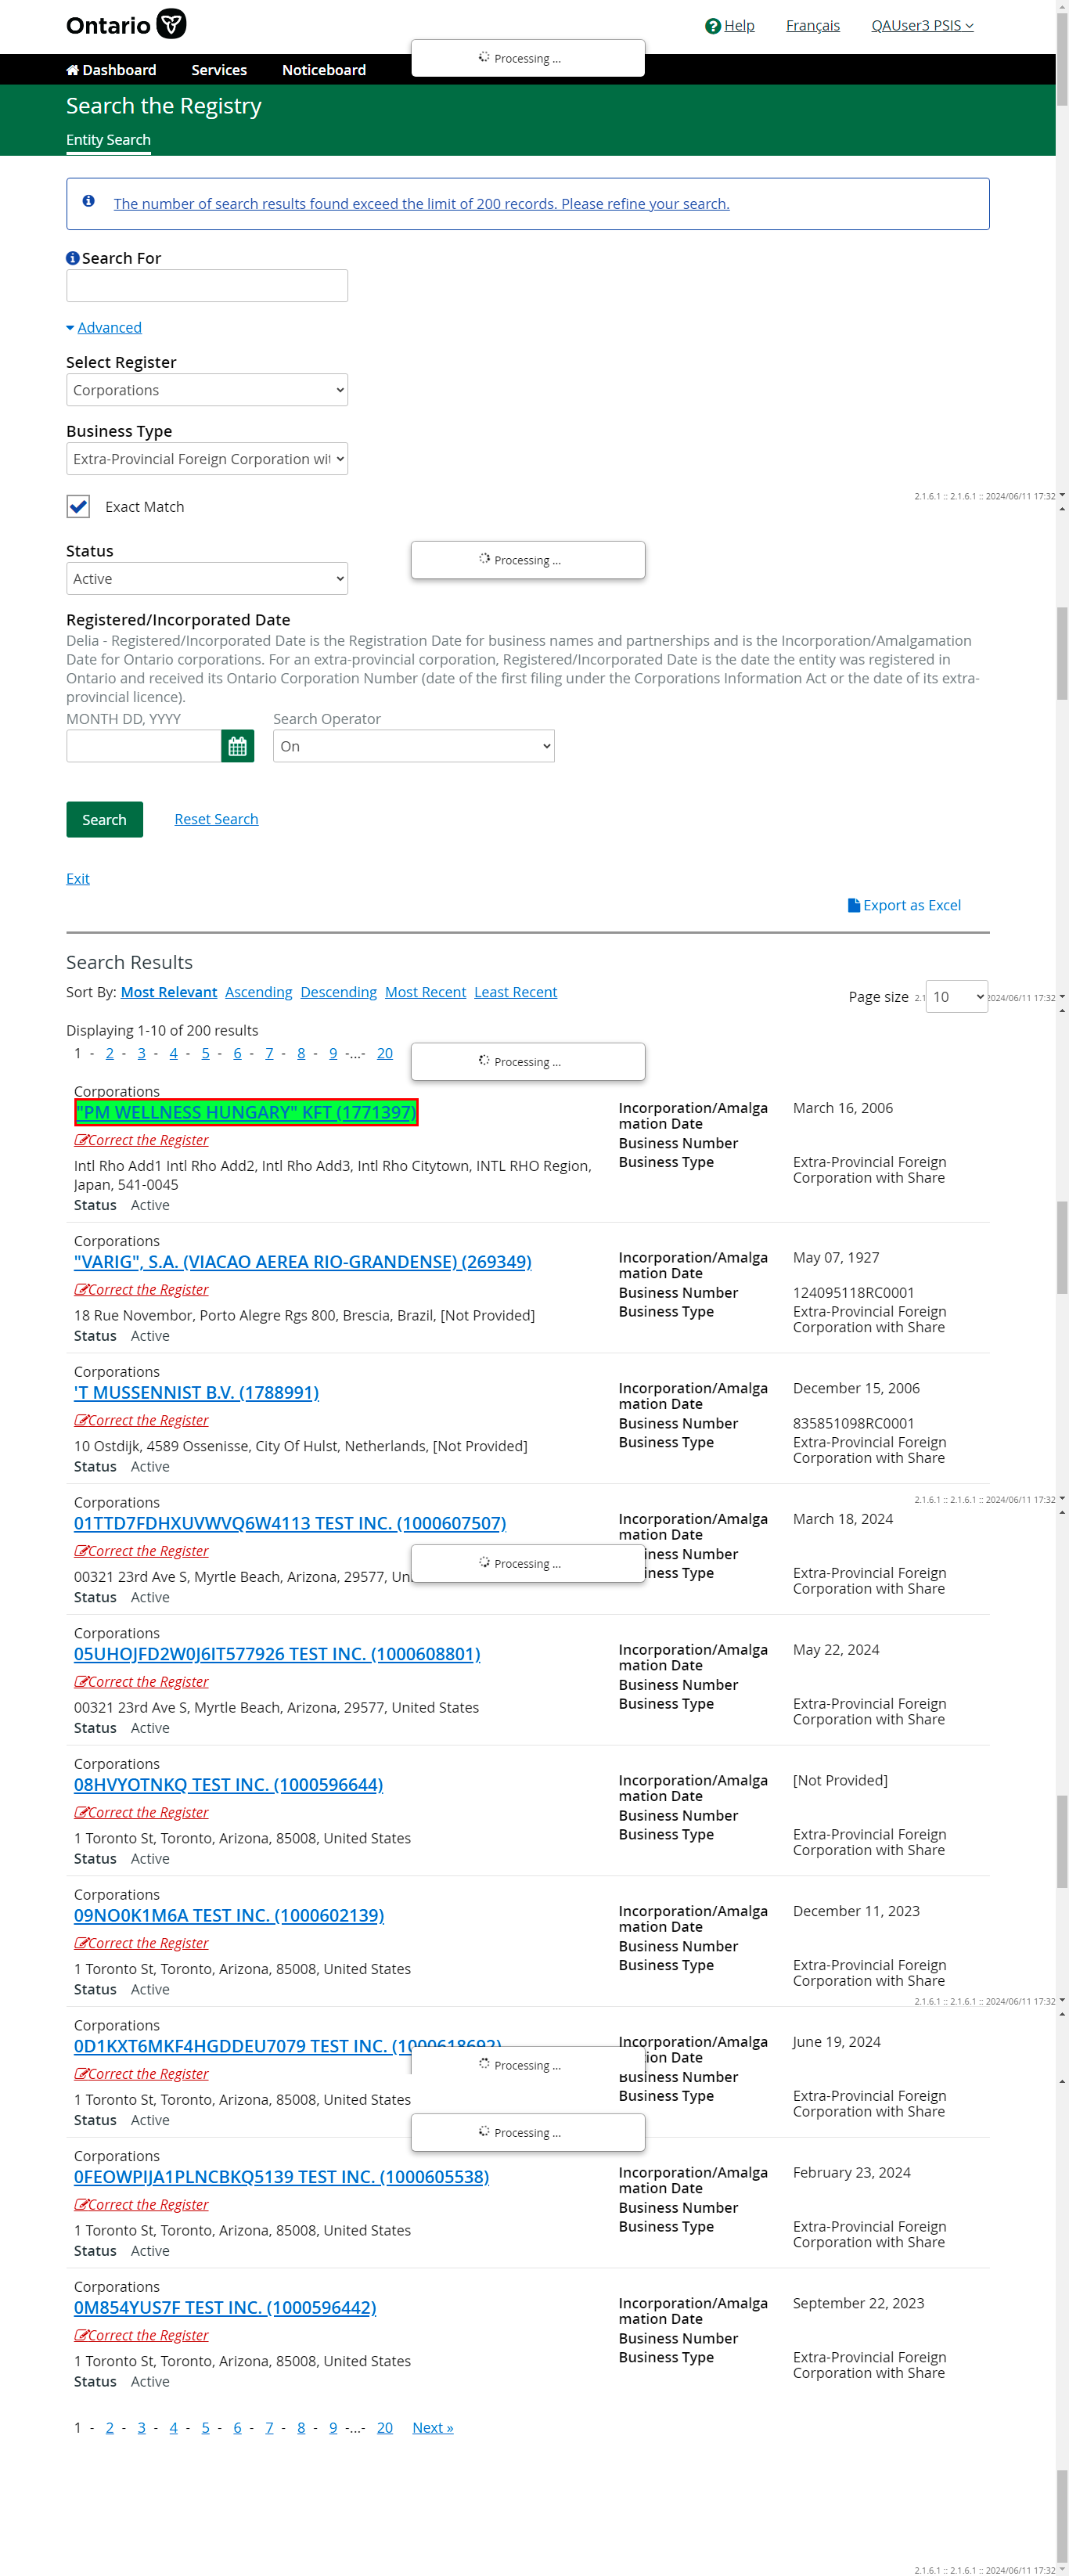 Ontario
Help Français QAUser3 PSIS
Processing ...
Dashboard Services Noticeboard
Search the Registry
Entity Search
The number of search results found exceed the limit of 200 records. Please refine your search.
Search For
Advanced
Select Register
Corporations
Business Type
Extra-Provincial Foreign Corporation wit
2.1.6.1 :: 2.1.6.1 :: 2024/06/11 17:32
Exact Match
Status
Processing ...
Active
Registered/Incorporated Date
Delia - Registered/Incorporated Date is the Registration Date for business names and partnerships and is the Incorporation/Amalgamation
Date for Ontario corporations. For an extra-provincial corporation, Registered/Incorporated Date is the date the entity was registered in
Ontario and received its Ontario Corporation Number (date of the first filing under the Corporations Information Act or the date of its extra-
provincial licence).
MONTH DD, YYYY Search Operator
On
Search Reset Search
Exit
Export as Excel
Search Results
Sort By: Most Relevant Ascending Descending Most Recent Least Recent
Page size 2.1 10 2024/06/11 17:32
Displaying 1-10 of 200 results
1 - 2 - 3 - 4 - 5 - 6 - 7 - 8 - 9 -...- 20
Processing ...
Corporations
"PM WELLNESS HUNGARY" KFT (1771397)
Correct the Register
Intl Rho Add1 Intl Rho Add2, Intl Rho Add3, Intl Rho Citytown, INTL RHO Region,
Japan, 541-0045
Status Active
Incorporation/Amalga
mation Date March 16, 2006
Business Number
Business Type Extra-Provincial Foreign
Corporation with Share
Corporations
"VARIG", S.A. (VIACAO AEREA RIO-GRANDENSE) (269349)
Correct the Register
18 Rue Novembor, Porto Alegre Rgs 800, Brescia, Brazil, [Not Provided]
Status Active
Incorporation/Amalga
mation Date May 07, 1927
Business Number 124095118RC0001
Business Type Extra-Provincial Foreign
Corporation with Share
Corporations
'T MUSSENNIST B.V. (1788991)
Correct the Register
10 Ostdijk, 4589 Ossenisse, City Of Hulst, Netherlands, [Not Provided]
Status Active
Incorporation/Amalga
mation Date December 15, 2006
Business Number 835851098RC0001
Business Type Extra-Provincial Foreign
Corporation with Share
2.1.6.1 :: 2.1.6.1 :: 2024/06/11 17:32
Corporations
01TTD7FDHXUVWVQ6W4113 TEST INC. (1000607507)
Correct the Register
Processing ...
00321 23rd Ave S, Myrtle Beach, Arizona, 29577,
Status Active
Incorporation/Amalga
mation Date March 18, 2024
iness Number
iness Type Extra-Provincial Foreign
Corporation with Share
Corporations
05UHOJFD2W0J6IT577926 TEST INC. (1000608801)
Correct the Register
00321 23rd Ave S, Myrtle Beach, Arizona, 29577, United States
Status Active
Incorporation/Amalga
mation Date May 22, 2024
Business Number
Business Type Extra-Provincial Foreign
Corporation with Share
Corporations
08HVYOTNKQ TEST INC. (1000596644)
Correct the Register
1 Toronto St, Toronto, Arizona, 85008, United States
Status Active
Incorporation/Amalga
mation Date [Not Provided]
Business Number
Business Type Extra-Provincial Foreign
Corporation with Share
Corporations
09NO0K1M6A TEST INC. (1000602139)
Correct the Register
1 Toronto St, Toronto, Arizona, 85008, United States
Status Active
Incorporation/Amalga
mation Date December 11, 2023
Business Number
Business Type Extra-Provincial Foreign
Corporation with Share
2.1.6.1 :: 2.1.6.1 :: 2024/06/11 17:32
Corporations
0D1KXT6MKF4HGDDEU7079 TEST INC. (1000618692)
Processing ...
Correct the Register
1 Toronto St, Toronto, Arizona, 85008, United States
Status Active
Incorporation/Amalga
ion Date June 19, 2024
Business Number
Business Type Extra-Provincial Foreign
Corporation with Share
Processing ...
Corporations
0FEOWPIJA1PLNCBKQ5139 TEST INC. (1000605538)
Correct the Register
1 Toronto St, Toronto, Arizona, 85008, United States
Status Active
Incorporation/Amalga
mation Date February 23, 2024
Business Number
Business Type Extra-Provincial Foreign
Corporation with Share
Corporations
0M854YUS7F TEST INC. (1000596442)
Correct the Register
1 Toronto St, Toronto, Arizona, 85008, United States
Status Active
Incorporation/Amalga
mation Date September 22, 2023
Business Number
Business Type Extra-Provincial Foreign
Corporation with Share
1 - 2 - 3 - 4 - 5 - 6 - 7 - 8 - 9 -...- 20 Next »
2.1.6.1 :: 2.1.6.1 :: 2024/06/11 17:32